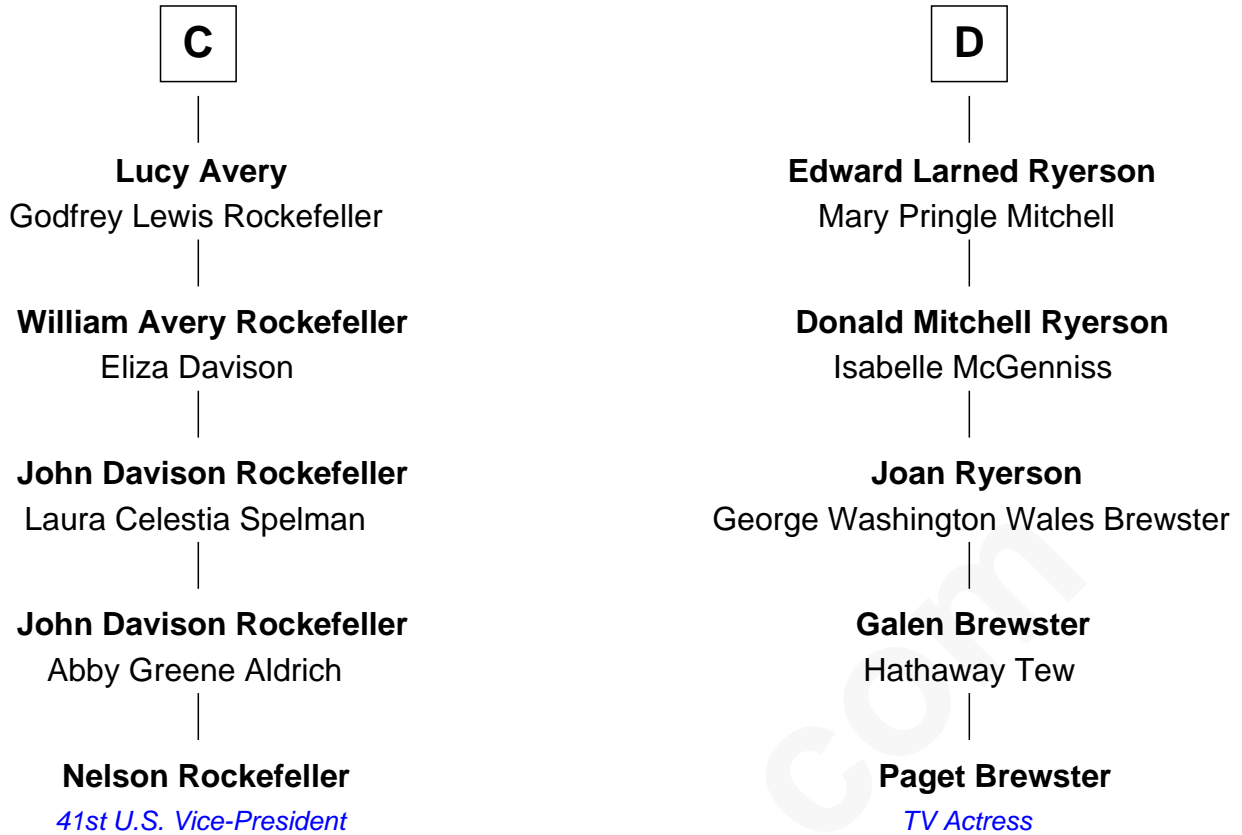 C
D
Lucy Avery
Godfrey Lewis Rockefeller
Edward Larned Ryerson
Mary Pringle Mitchell
William Avery Rockefeller
Eliza Davison
Donald Mitchell Ryerson
Isabelle McGenniss
John Davison Rockefeller
Laura Celestia Spelman
Joan Ryerson
George Washington Wales Brewster
John Davison Rockefeller
Abby Greene Aldrich
Galen Brewster
Hathaway Tew
Nelson Rockefeller
41st U.S. Vice-President
Paget Brewster
TV Actress
com